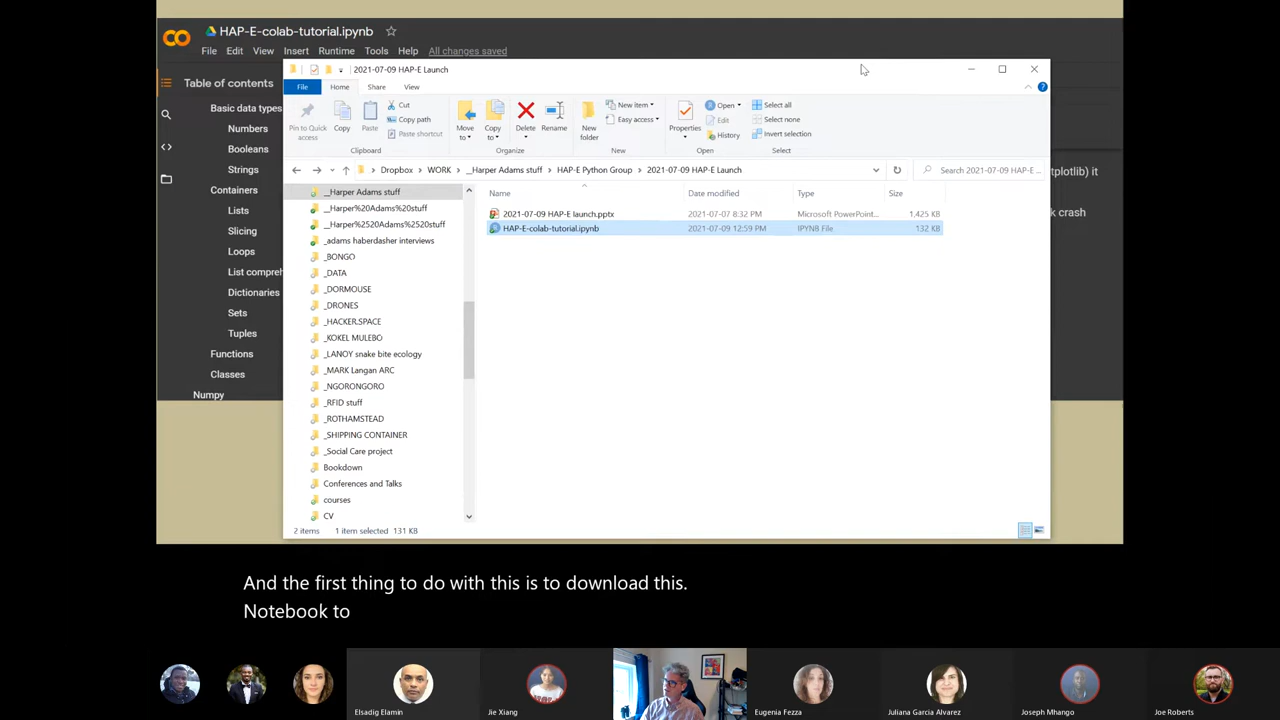 HAP-E-colab-tutorial.ipynb
File Edit View Insert Runtime Tools Help All changes saved
Table of contents
Basic data types
Numbers
Booleans
Strings
Containers
Lists
Slicing
Loops
List compreh
Dictionaries
Sets
Tuples
Functions
Classes
Numpy
tplotlib) it
k crash
2021-07-09 HAP-E Launch
File Home Share View
Pin to Quick access
Copy
Paste
Cut
Copy path
Paste shortcut
Clipboard
Move to
Copy to
Delete
Rename
Organize
New folder
New item
Easy access
New
Properties
Open
Edit
History
Open
Select all
Select none
Invert selection
Select
Dropbox > WORK > __Harper Adams stuff > HAP-E Python Group > 2021-07-09 HAP-E Launch
Search 2021-07-09 HAP-E ...
__Harper Adams stuff
__Harper%20Adams%20stuff
__Harper%2520Adams%2520stuff
_adams haberdasher interviews
_BONGO
_DATA
_DORMOUSE
_DRONES
_HACKER.SPACE
_KOKEL MULEBO
_LANOY snake bite ecology
_MARK Langan ARC
_NGORONGORO
_RFID stuff
_ROTHAMSTEAD
_SHIPPING CONTAINER
_Social Care project
Bookdown
Conferences and Talks
courses
CV
Name Date modified Type Size
2021-07-09 HAP-E launch.pptx 2021-07-07 8:32 PM Microsoft PowerPoint... 1,425 KB
HAP-E-colab-tutorial.ipynb 2021-07-09 12:59 PM IPYNB File 132 KB
2 items 1 item selected 131 KB
And the first thing to do with this is to download this.
Notebook to
Elsadig Elamin
Jie Xiang
Eugenia Fezza
Juliana Garcia Alvarez
Joseph Mhango
Joe Roberts